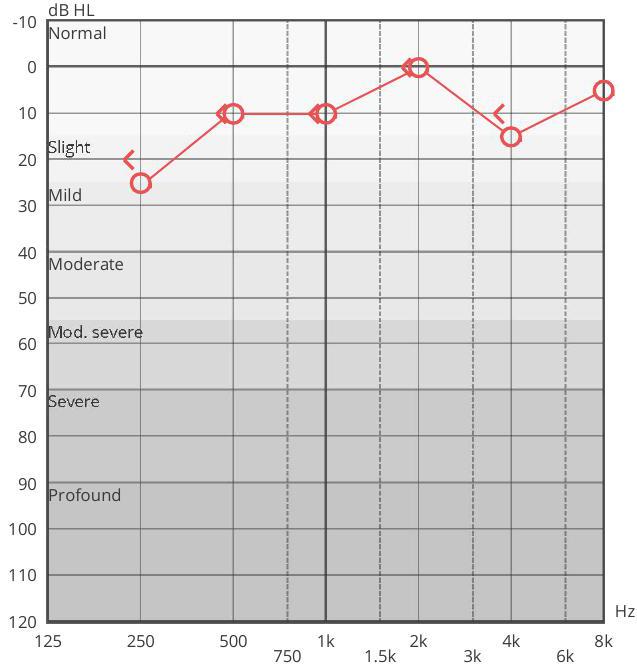 dB HL
-10
Normal
0
10
Slight
20
Mild
30
40
Moderate
50
Mod. severe
60
70
Severe
80
90
Profound
100
110
120
Hz
125 250 500 1k 2k 4k 8k
750 1.5k 3k 6k